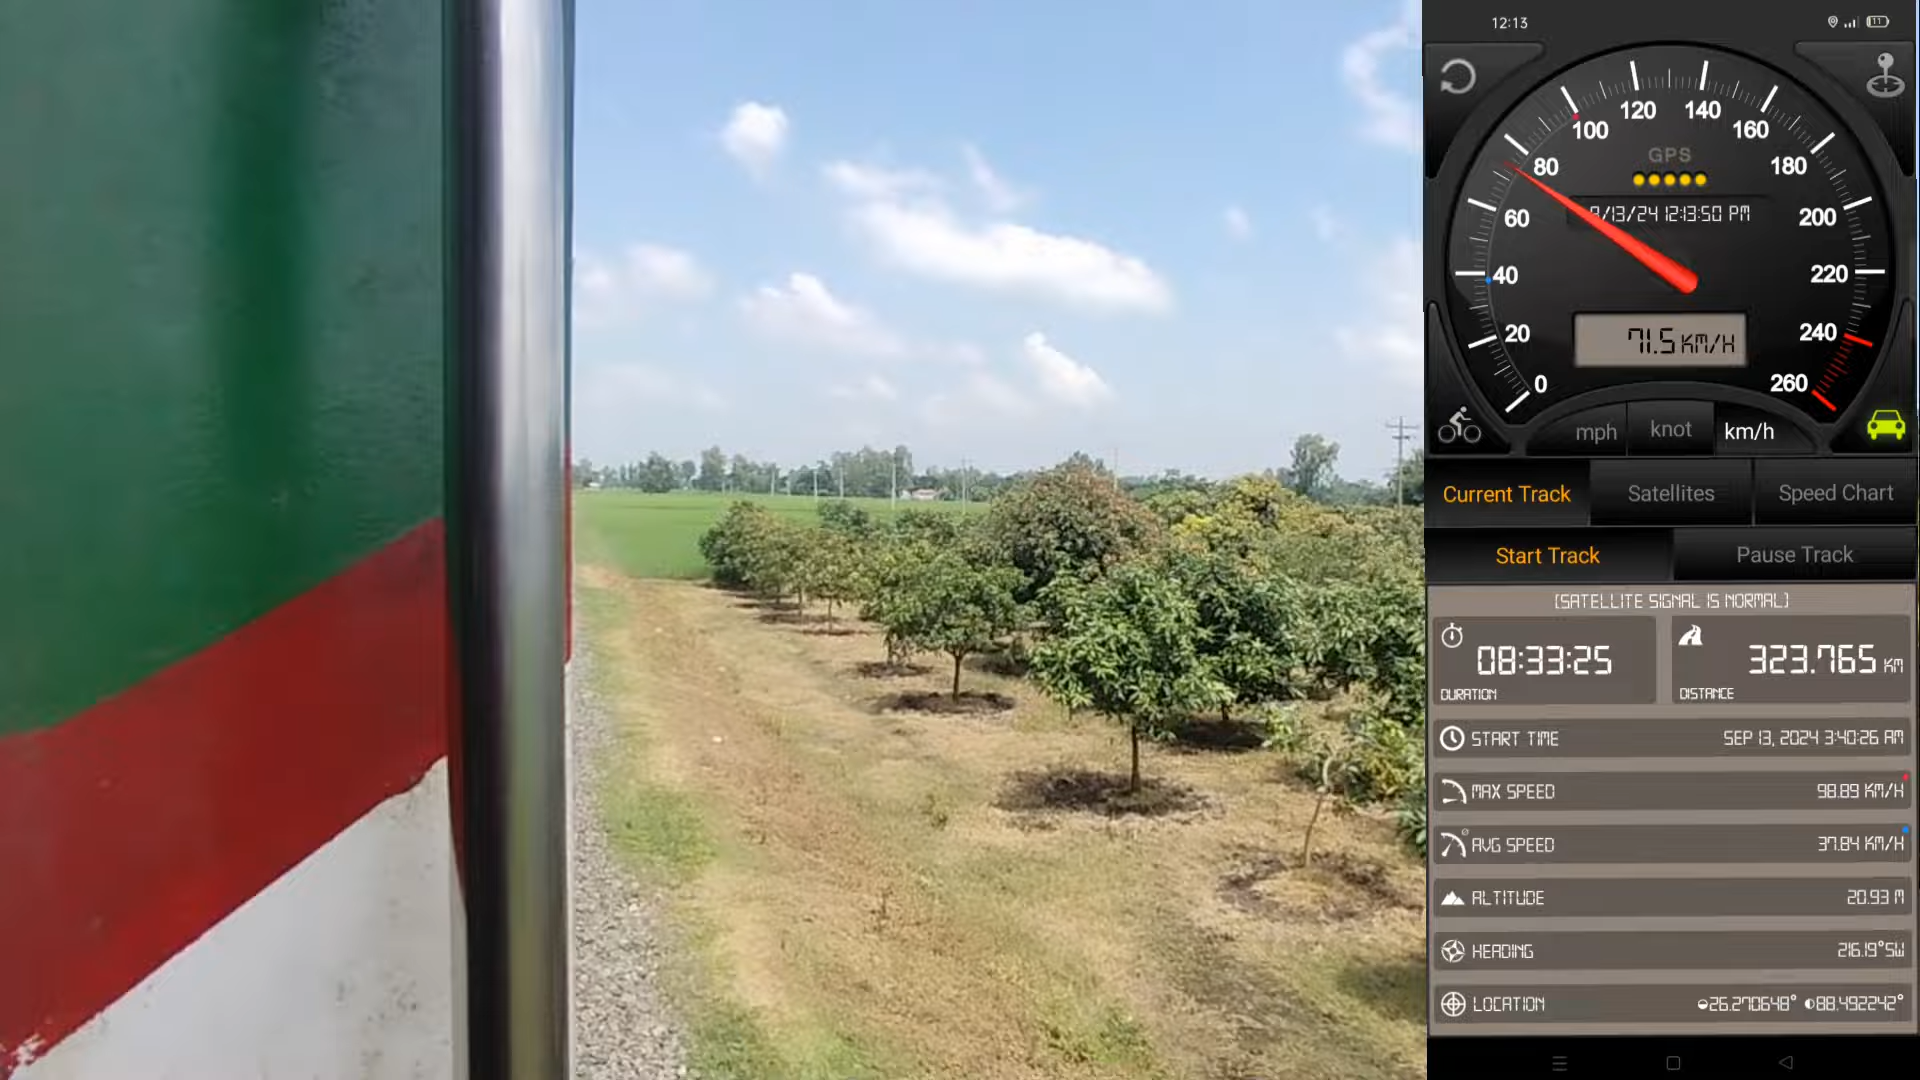 12:13
11
120 140
100 160
80 180
GPS
9/13/24 12:13:50 PM
60 200
40 220
71.5 KM/H
20 240
0 260
mph knot km/h
Current Track Satellites Speed Chart
Start Track Pause Track
[SATELLITE SIGNAL IS NORMAL]
08:33:25
DURATION
323.765 KM
DISTANCE
START TIME SEP 13, 2024 3:40:26 AM
MAX SPEED 98.89 KM/H
AVG SPEED 37.84 KM/H
ALTITUDE 20.93 M
HEADING 216.19°SW
LOCATION 26.270648° 88.492242°